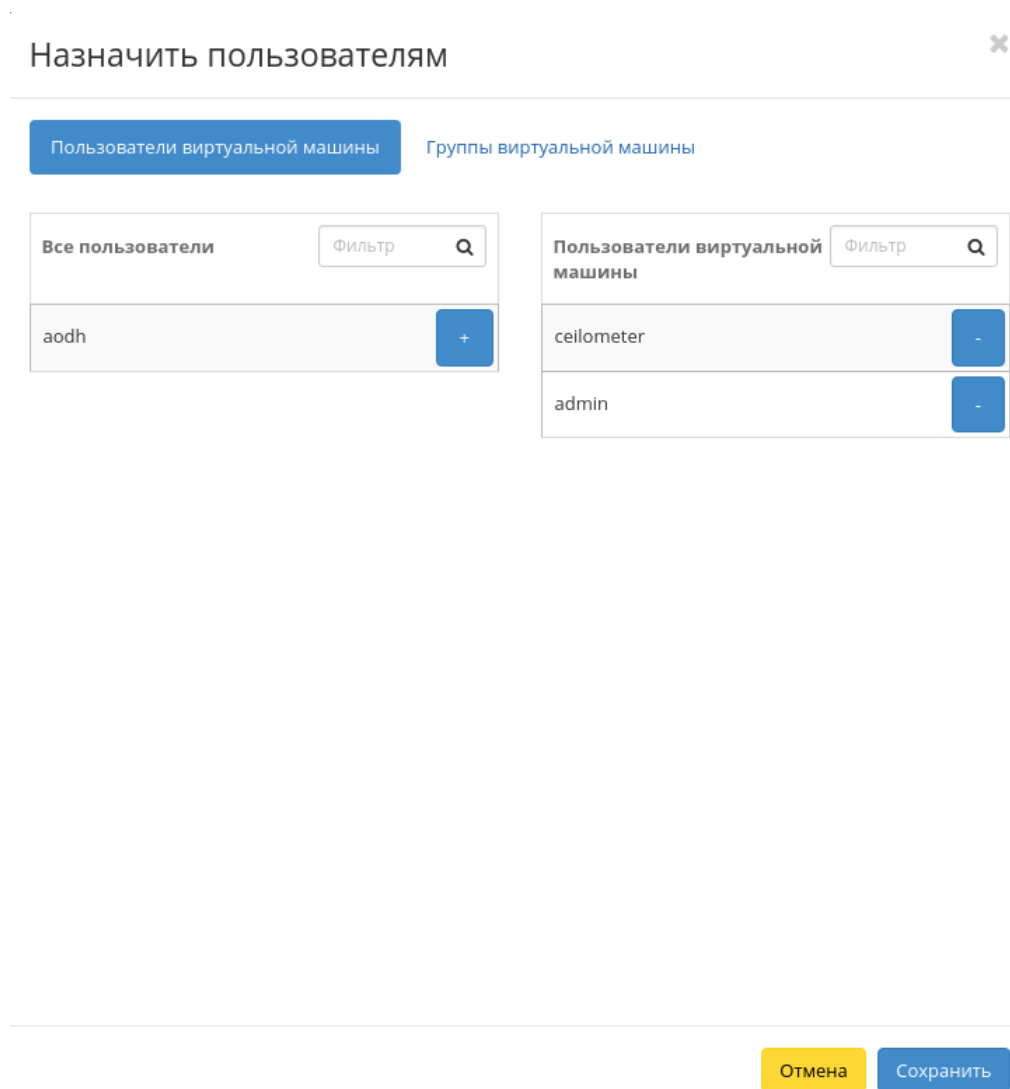 Назначить пользователям
Пользователи виртуальной машины
Группы виртуальной машины
Все пользователи
Фильтр
aodh
+
Пользователи виртуальной
машины
Фильтр
ceilometer
-
admin
-
Отмена
Сохранить